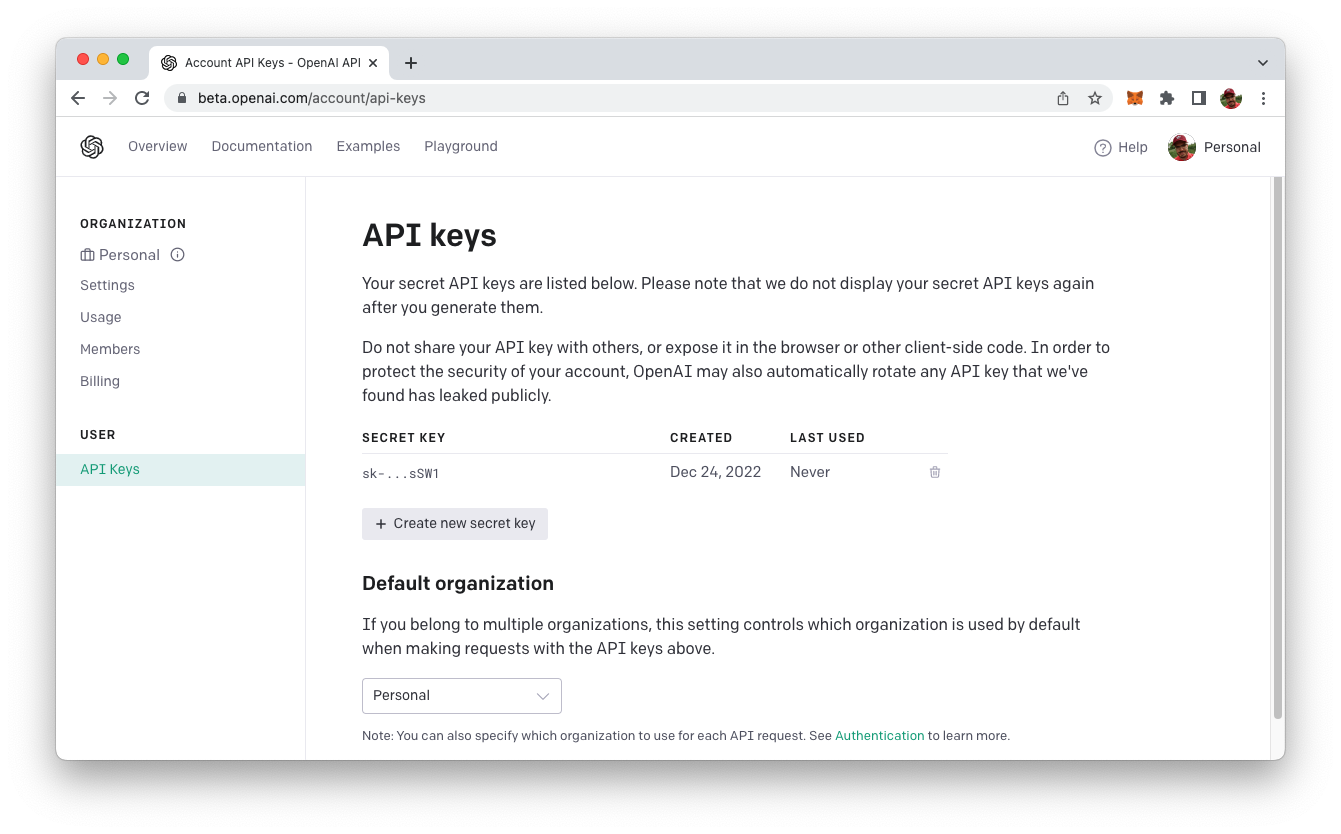 Account API Keys - OpenAI API
beta.openai.com/account/api-keys
Overview Documentation Examples Playground Help Personal
ORGANIZATION
Personal
Settings
Usage
Members
Billing
USER
API Keys
API keys
Your secret API keys are listed below. Please note that we do not display your secret API keys again
after you generate them.
Do not share your API key with others, or expose it in the browser or other client-side code. In order to
protect the security of your account, OpenAI may also automatically rotate any API key that we've
found has leaked publicly.
SECRET KEY CREATED LAST USED
sk-...sSW1 Dec 24, 2022 Never
+ Create new secret key
Default organization
If you belong to multiple organizations, this setting controls which organization is used by default
when making requests with the API keys above.
Personal
Note: You can also specify which organization to use for each API request. See Authentication to learn more.